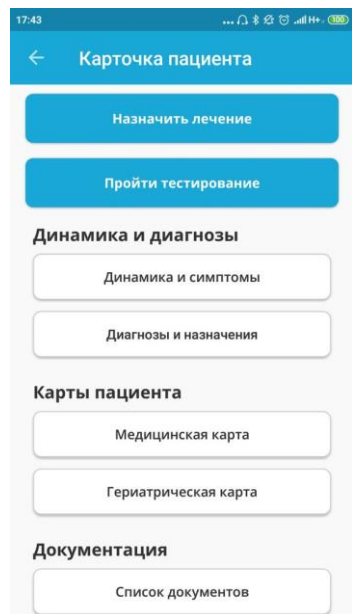 17:43 ... H+ 100
Карточка пациента
Назначить лечение
Пройти тестирование
Динамика и диагнозы
Динамика и симптомы
Диагнозы и назначения
Карты пациента
Медицинская карта
Гериатрическая карта
Документация
Список документов